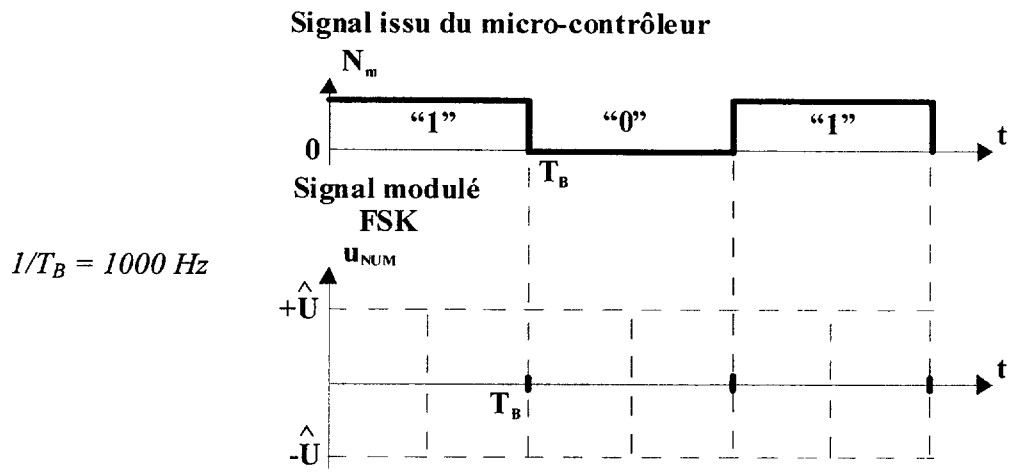 Signal issu du micro-contrôleur
N_m
“1” “0” “1” t
0
T_B
Signal modulé
FSK
u_NUM
1/T_B = 1000 Hz
+Û
t
T_B
-Û